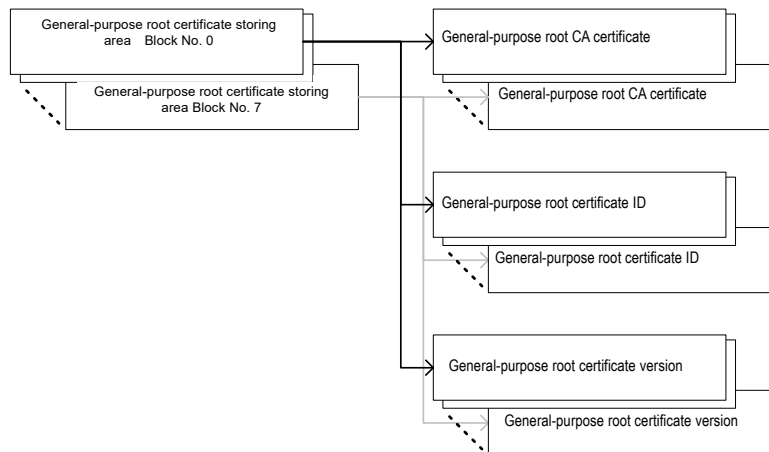 General-purpose root certificate storing
area Block No. 0
General-purpose root certificate storing
area Block No. 7
General-purpose root CA certificate
General-purpose root CA certificate
General-purpose root certificate ID
General-purpose root certificate ID
General-purpose root certificate version
General-purpose root certificate version